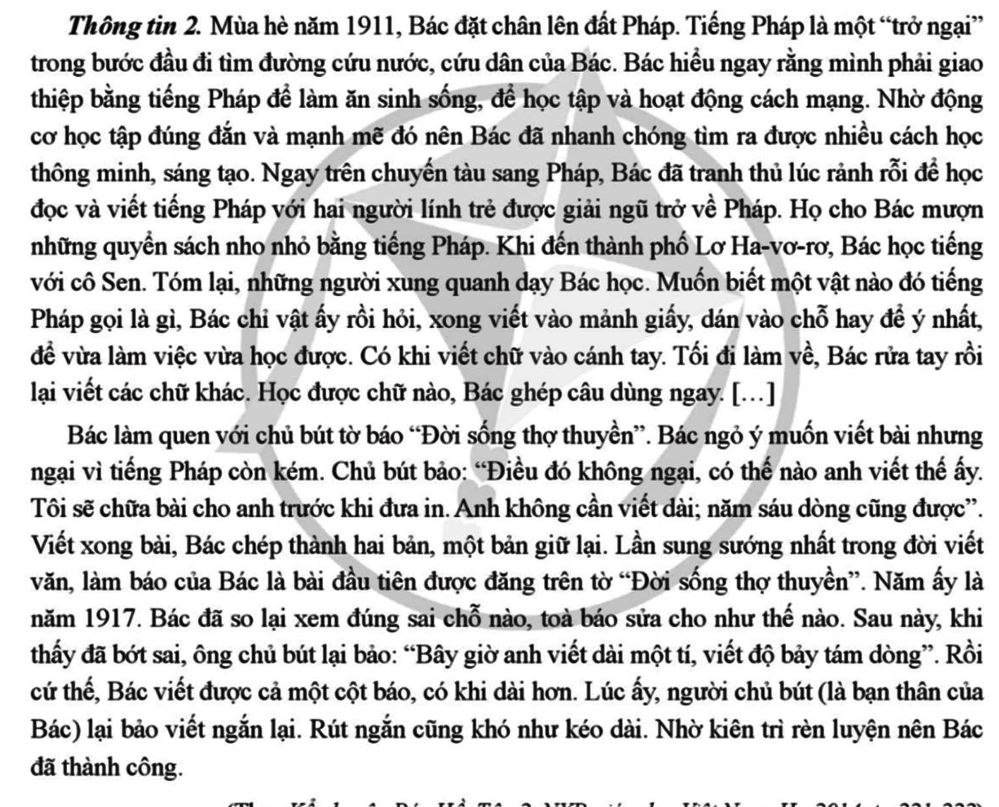 Thông tin 2. Mùa hè năm 1911, Bác đặt chân lên đất Pháp. Tiếng Pháp là một “trở ngại”
trong bước đầu đi tìm đường cứu nước, cứu dân của Bác. Bác hiểu ngay rằng mình phải giao
thiệp bằng tiếng Pháp để làm ăn sinh sống, để học tập và hoạt động cách mạng. Nhờ động
cơ học tập đúng đắn và mạnh mẽ đó nên Bác đã nhanh chóng tìm ra được nhiều cách học
thông minh, sáng tạo. Ngay trên chuyến tàu sang Pháp, Bác đã tranh thủ lúc rảnh rỗi để học
đọc và viết tiếng Pháp với hai người lính trẻ được giải ngũ trở về Pháp. Họ cho Bác mượn
những quyển sách nho nhỏ bằng tiếng Pháp. Khi đến thành phố Lơ Ha-vơ-rơ, Bác học tiếng
với cô Sen. Tóm lại, những người xung quanh dạy Bác học. Muốn biết một vật nào đó tiếng
Pháp gọi là gì, Bác chỉ vật ấy rồi hỏi, xong viết vào mảnh giấy, dán vào chỗ hay để ý nhất,
để vừa làm việc vừa học được. Có khi viết chữ vào cánh tay. Tối đi làm về, Bác rửa tay rồi
lại viết các chữ khác. Học được chữ nào, Bác ghép câu dùng ngay. [...]
Bác làm quen với chủ bút tờ báo “Đời sống thợ thuyền”. Bác ngỏ ý muốn viết bài nhưng
ngại vì tiếng Pháp còn kém. Chủ bút bảo: “Điều đó không ngại, có thế nào anh viết thế ấy.
Tôi sẽ chữa bài cho anh trước khi đưa in. Anh không cần viết dài; năm sáu dòng cũng được”.
Viết xong bài, Bác chép thành hai bản, một bản giữ lại. Lần sung sướng nhất trong đời viết
văn, làm báo của Bác là bài đầu tiên được đăng trên tờ “Đời sống thợ thuyền”. Năm ấy là
năm 1917. Bác đã so lại xem đúng sai chỗ nào, toà báo sửa cho như thế nào. Sau này, khi
thấy đã bớt sai, ông chủ bút lại bảo: “Bây giờ anh viết dài một tí, viết độ bảy tám dòng”. Rồi
cứ thế, Bác viết được cả một cột báo, có khi dài hơn. Lúc ấy, người chủ bút (là bạn thân của
Bác) lại bảo viết ngắn lại. Rút ngắn cũng khó như kéo dài. Nhờ kiên trì rèn luyện nên Bác
đã thành công.